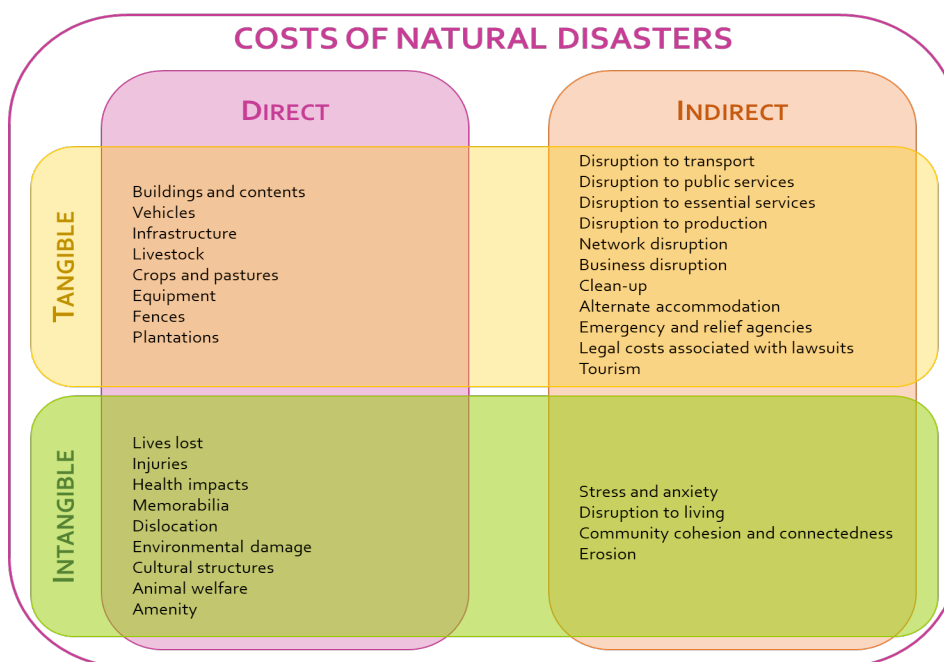 COSTS OF NATURAL DISASTERS
DIRECT
INDIRECT
TANGIBLE
Buildings and contents
Vehicles
Infrastructure
Livestock
Crops and pastures
Equipment
Fences
Plantations
Disruption to transport
Disruption to public services
Disruption to essential services
Disruption to production
Network disruption
Business disruption
Clean-up
Alternate accommodation
Emergency and relief agencies
Legal costs associated with lawsuits
Tourism
INTANGIBLE
Lives lost
Injuries
Health impacts
Memorabilia
Dislocation
Environmental damage
Cultural structures
Animal welfare
Amenity
Stress and anxiety
Disruption to living
Community cohesion and connectedness
Erosion